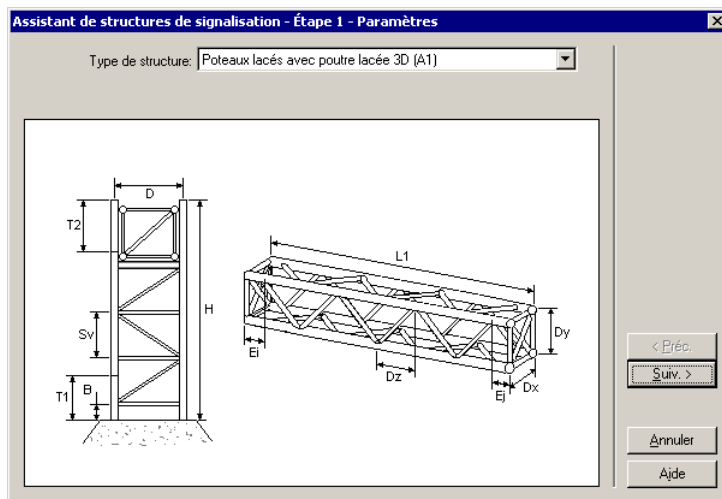 Assistant de structures de signalisation - Étape 1 - Paramètres
Type de structure: Poteaux lacés avec poutre lacée 3D (A1)
D
T2
L1
H
Sv
Dy
Ei
Dz
B
T1
Ej
Dx
< Préc.
Suiv. >
Annuler
Aide